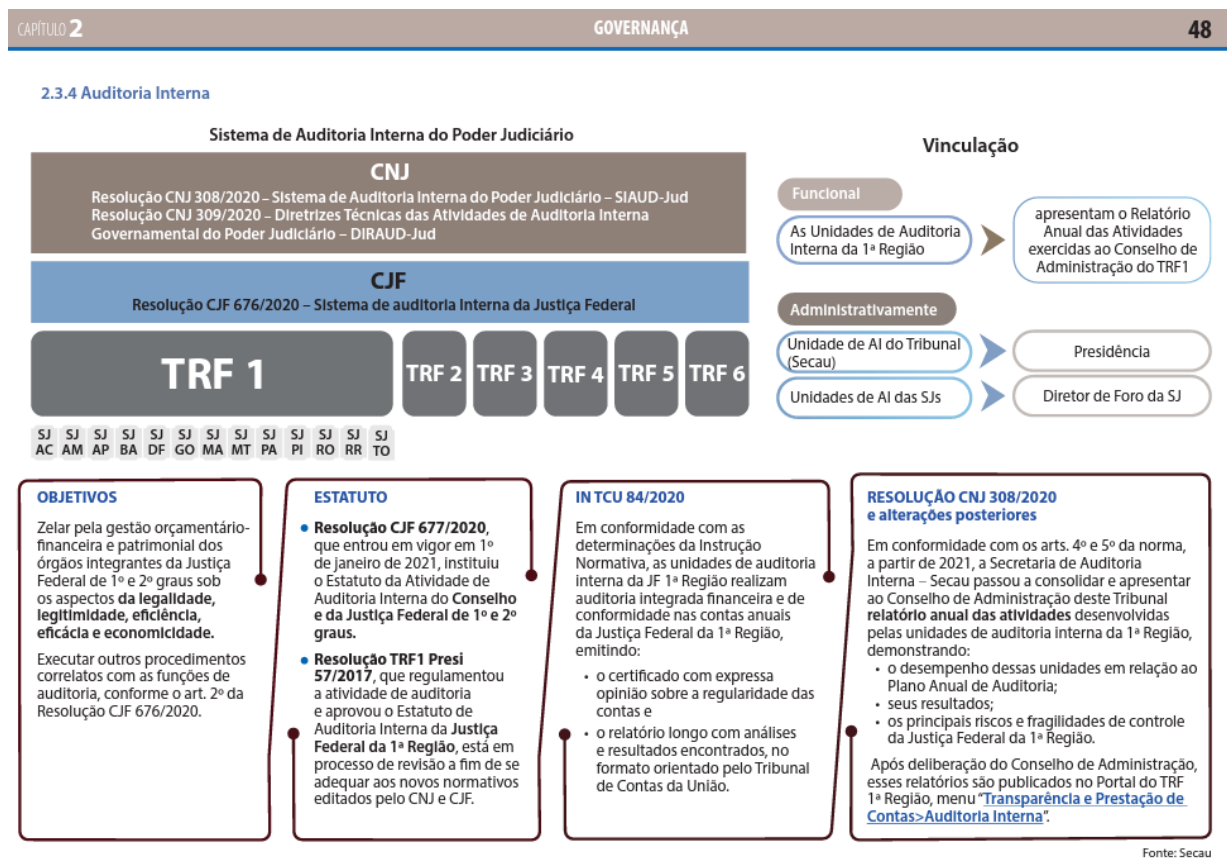 CAPÍTULO 2
GOVERNANÇA
48
2.3.4 Auditoria Interna
Sistema de Auditoria Interna do Poder Judiciário
CNJ
Resolução CNJ 308/2020 – Sistema de Auditoria Interna do Poder Judiciário – SIAUD-Jud
Resolução CNJ 309/2020 – Diretrizes Técnicas das Atividades de Auditoria Interna
Governamental do Poder Judiciário – DIRAUD-Jud
CJF
Resolução CJF 676/2020 – Sistema de auditoria Interna da Justiça Federal
TRF 1
TRF 2
TRF 3
TRF 4
TRF 5
TRF 6
SJ AC
SJ AM
SJ AP
SJ BA
SJ DF
SJ GO
SJ MA
SJ MT
SJ PA
SJ PI
SJ RO
SJ RR
SJ TO
Vinculação
Funcional
As Unidades de Auditoria
Interna da 1ª Região
apresentam o Relatório
Anual das Atividades
exercidas ao Conselho de
Administração do TRF1
Administrativamente
Unidade de AI do Tribunal
(Secau)
Presidência
Unidades de AI das SJs
Diretor de Foro da SJ
OBJETIVOS
Zelar pela gestão orçamentário-
financeira e patrimonial dos
órgãos integrantes da Justiça
Federal de 1º e 2º graus sob
os aspectos da legalidade,
legitimidade, eficiência,
eficácia e economicidade.
Executar outros procedimentos
correlatos com as funções de
auditoria, conforme o art. 2º da
Resolução CJF 676/2020.
ESTATUTO
• Resolução CJF 677/2020,
que entrou em vigor em 1º
de janeiro de 2021, instituiu
o Estatuto da Atividade de
Auditoria Interna do Conselho
e da Justiça Federal de 1º e 2º
graus.
• Resolução TRF1 Presi
57/2017, que regulamentou
a atividade de auditoria
e aprovou o Estatuto de
Auditoria Interna da Justiça
Federal da 1ª Região, está em
processo de revisão a fim de se
adequar aos novos normativos
editados pelo CNJ e CJF.
IN TCU 84/2020
Em conformidade com as
determinações da Instrução
Normativa, as unidades de auditoria
interna da JF 1ª Região realizam
auditoria integrada financeira e de
conformidade nas contas anuais
da Justiça Federal da 1ª Região,
emitindo:
• o certificado com expressa
opinião sobre a regularidade das
contas e
• o relatório longo com análises
e resultados encontrados, no
formato orientado pelo Tribunal
de Contas da União.
RESOLUÇÃO CNJ 308/2020
e alterações posteriores
Em conformidade com os arts. 4º e 5º da norma,
a partir de 2021, a Secretaria de Auditoria
Interna – Secau passou a consolidar e apresentar
ao Conselho de Administração deste Tribunal
relatório anual das atividades desenvolvidas
pelas unidades de auditoria interna da 1ª Região,
demonstrando:
• o desempenho dessas unidades em relação ao
Plano Anual de Auditoria;
• seus resultados;
• os principais riscos e fragilidades de controle
da Justiça Federal da 1ª Região.
Após deliberação do Conselho de Administração,
esses relatórios são publicados no Portal do TRF
1ª Região, menu “Transparência e Prestação de
Contas>Auditoria Interna”.
Fonte: Secau